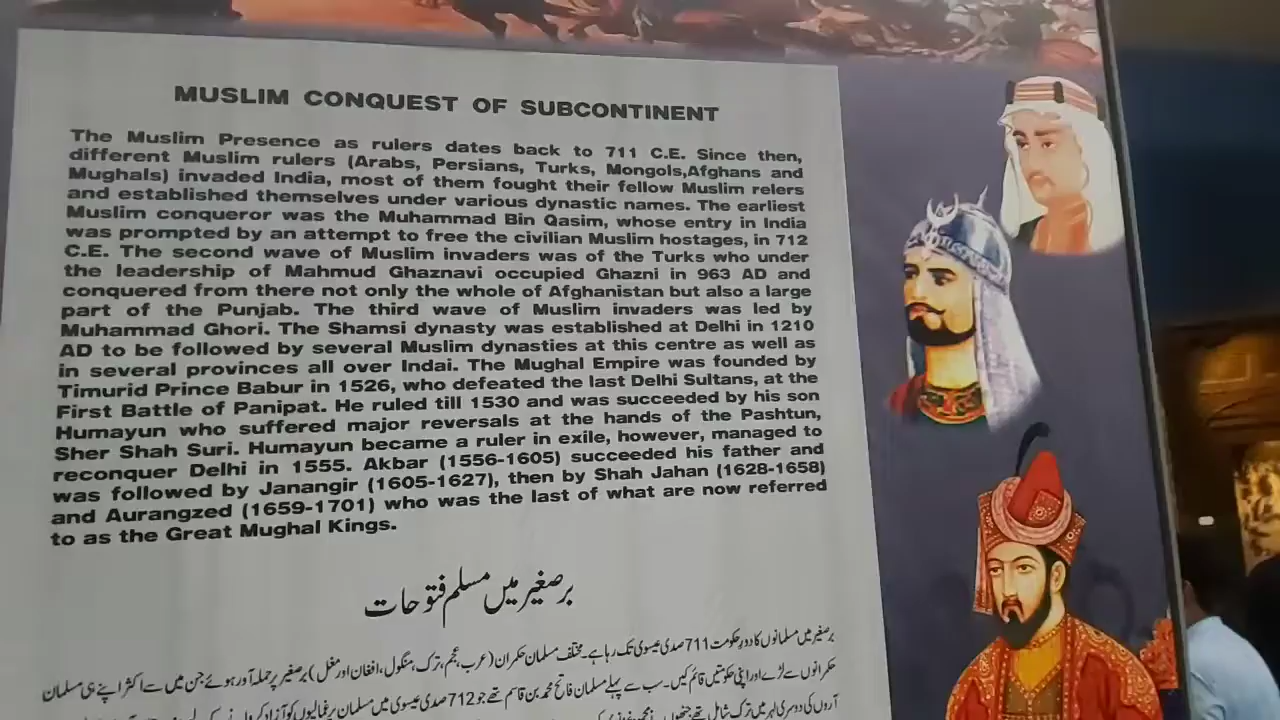 MUSLIM CONQUEST OF SUBCONTINENT
The Muslim Presence as rulers dates back to 711 C.E. Since then,
different Muslim rulers (Arabs, Persians, Turks, Mongols,Afghans and
Mughals) invaded India, most of them fought their fellow Muslim relers
and established themselves under various dynastic names. The earliest
Muslim conqueror was the Muhammad Bin Qasim, whose entry in India
was prompted by an attempt to free the civilian Muslim hostages, in 712
C.E. The second wave of Muslim invaders was of the Turks who under
the leadership of Mahmud Ghaznavi occupied Ghazni in 963 AD and
conquered from there not only the whole of Afghanistan but also a large
part of the Punjab. The third wave of Muslim invaders was led by
Muhammad Ghori. The Shamsi dynasty was established at Delhi in 1210
AD to be followed by several Muslim dynasties at this centre as well as
in several provinces all over Indai. The Mughal Empire was founded by
Timurid Prince Babur in 1526, who defeated the last Delhi Sultans, at the
First Battle of Panipat. He ruled till 1530 and was succeeded by his son
Humayun who suffered major reversals at the hands of the Pashtun,
Sher Shah Suri. Humayun became a ruler in exile, however, managed to
reconquer Delhi in 1555. Akbar (1556-1605) succeeded his father and
was followed by Janangir (1605-1627), then by Shah Jahan (1628-1658)
and Aurangzed (1659-1701) who was the last of what are now referred
to as the Great Mughal Kings.
برصغیر میں مسلم فتوحات
برصغیر میں مسلمانوں کا دورِ حکومت 711 صدی عیسوی تک رہا ہے۔ مختلف مسلمان حکمران (عرب، عجم، ترک، منگول، افغان اور مغل) برصغیر پر حملہ آور ہوئے جن میں سے اکثر اپنے ہی مسلمان
حکمرانوں سے لڑے اور اپنی حکومتیں قائم کیں۔ سب سے پہلے مسلمان فاتح محمد بن قاسم تھے جو 712 صدی عیسوی میں مسلمان یرغمالیوں کو آزاد کروانے کے
آروں کی دوسری لہر میں ترک شامل تھے جنھوں نے